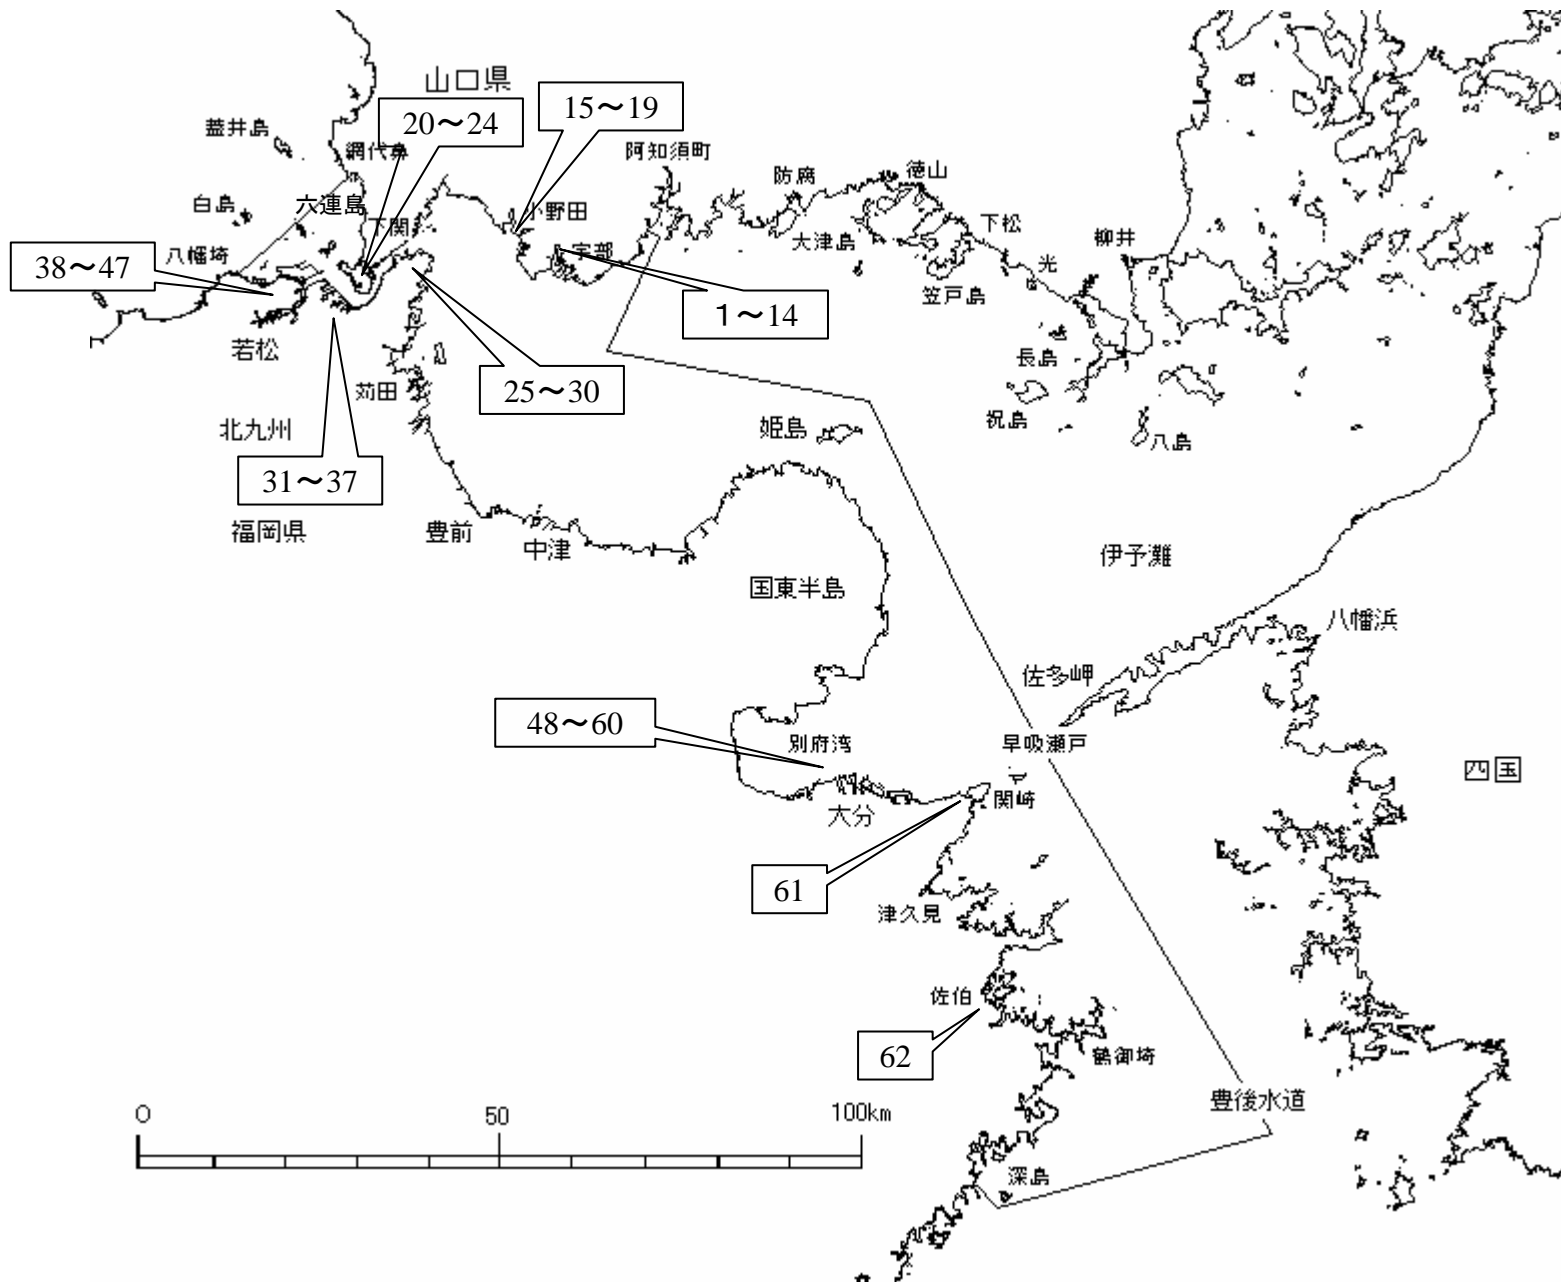 山口県
15～19
20～24
蓋井島
網代鼻
阿知須町
防腐
徳山
白島
六連島
下関
小野田
大津島
下松
柳井
八幡埼
宇部
38～47
光
笠戸島
1～14
若松
長島
25～30
苅田
祝島
北九州
姫島
八島
31～37
福岡県
豊前
中津
伊予灘
国東半島
八幡浜
佐多岬
48～60
別府湾
早吸瀬戸
四国
大分
関崎
61
津久見
佐伯
62
鶴御埼
豊後水道
0
50
100km
深島